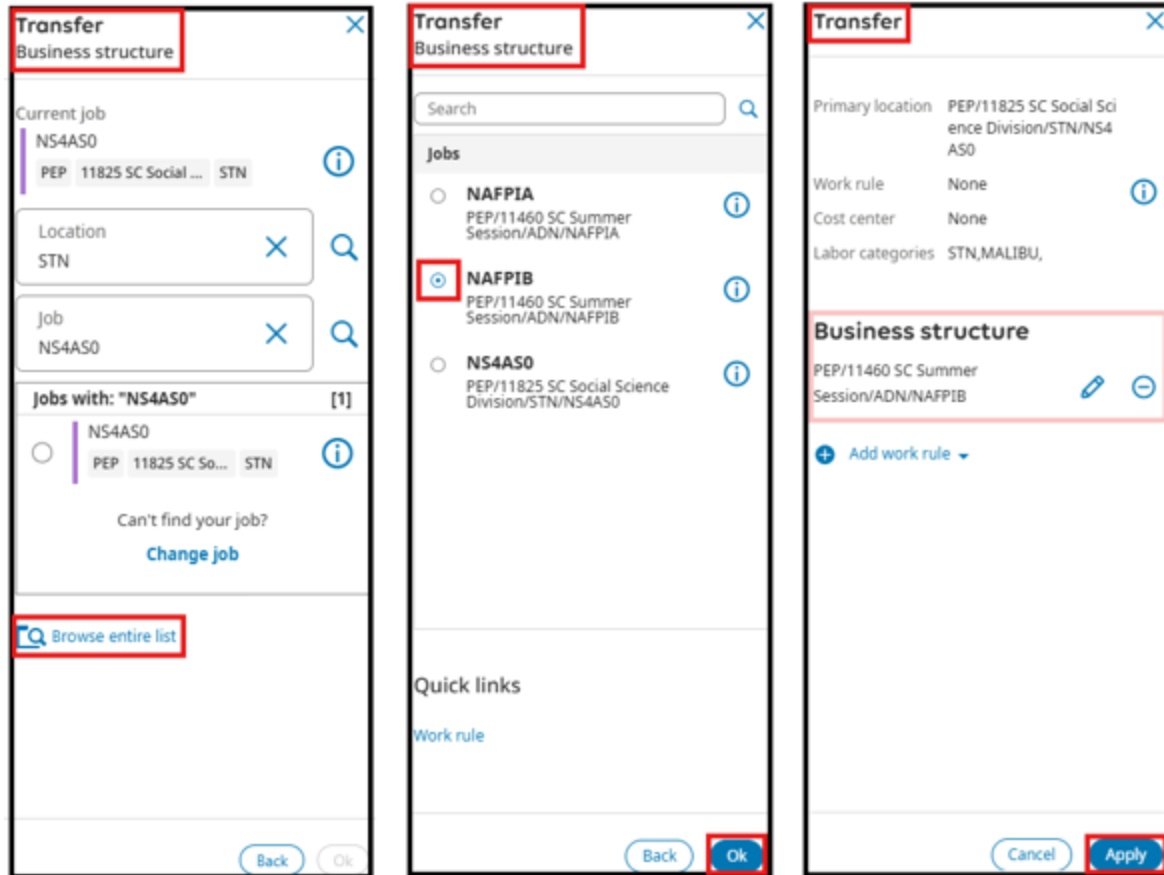 Transfer
Business structure
Current job
NS4AS0
PEP 11825 SC Social ... STN
Location
STN
Job
NS4AS0
Jobs with: "NS4AS0" [1]
NS4AS0
PEP 11825 SC So... STN
Can't find your job?
Change job
Browse entire list
Back Ok
Transfer
Business structure
Search
Jobs
NAFPIA
PEP/11460 SC Summer
Session/ADN/NAFPIA
NAFPIB
PEP/11460 SC Summer
Session/ADN/NAFPIB
NS4AS0
PEP/11825 SC Social Science
Division/STN/NS4AS0
Quick links
Work rule
Back Ok
Transfer
Primary location PEP/11825 SC Social Sci
ence Division/STN/NS4
AS0
Work rule None
Cost center None
Labor categories STN,MALIBU,
Business structure
PEP/11460 SC Summer
Session/ADN/NAFPIB
Add work rule
Cancel Apply